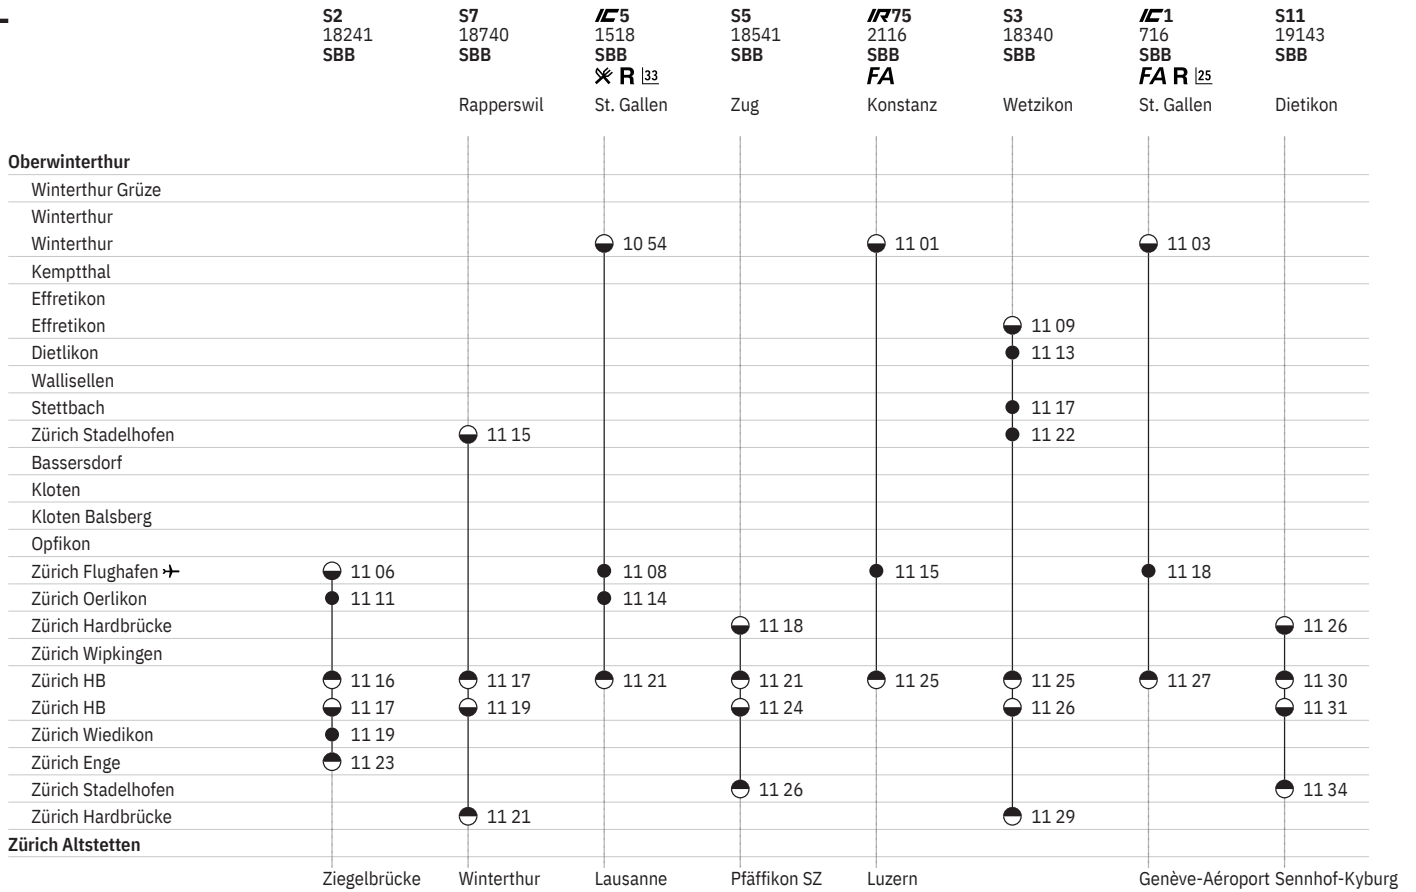 S2 S7 IC5 S5 IR75 S3 IC1 S11
18241 18740 1518 18541 2116 18340 716 19143
SBB SBB SBB SBB SBB SBB SBB SBB
R 33 FA FA R 25
Rapperswil St. Gallen Zug Konstanz Wetzikon St. Gallen Dietikon
Oberwinterthur
Winterthur Grüze
Winterthur
Winterthur 10 54 11 01 11 03
Kemptthal
Effretikon
Effretikon 11 09
Dietlikon 11 13
Wallisellen
Stettbach 11 17
Zürich Stadelhofen 11 15 11 22
Bassersdorf
Kloten
Kloten Balsberg
Opfikon
Zürich Flughafen 11 06 11 08 11 15 11 18
Zürich Oerlikon 11 11 11 14
Zürich Hardbrücke 11 18 11 26
Zürich Wipkingen
Zürich HB 11 16 11 17 11 21 11 21 11 25 11 25 11 27 11 30
Zürich HB 11 17 11 19 11 24 11 26 11 31
Zürich Wiedikon 11 19
Zürich Enge 11 23
Zürich Stadelhofen 11 26 11 34
Zürich Hardbrücke 11 21 11 29
Zürich Altstetten
Ziegelbrücke Winterthur Lausanne Pfäffikon SZ Luzern Genève-Aéroport Sennhof-Kyburg